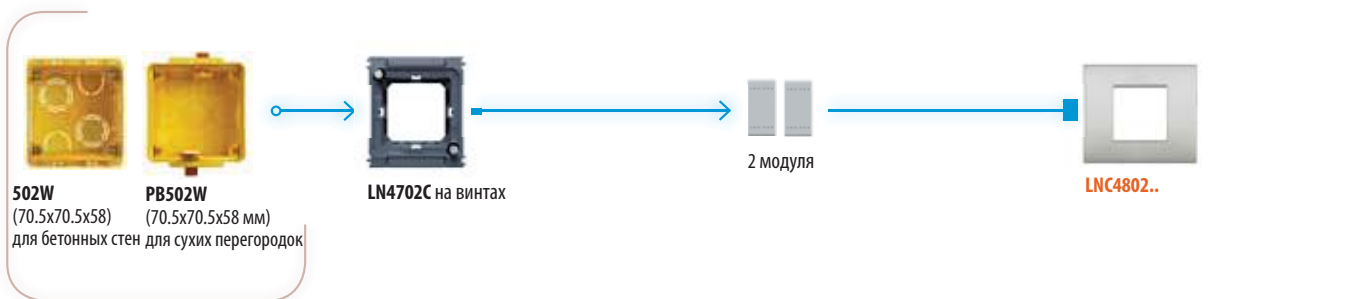 502W
(70.5x70.5x58)
для бетонных стен
PB502W
(70.5x70.5x58 мм)
для сухих перегородок
LN4702C на винтах
2 модуля
LNC4802..